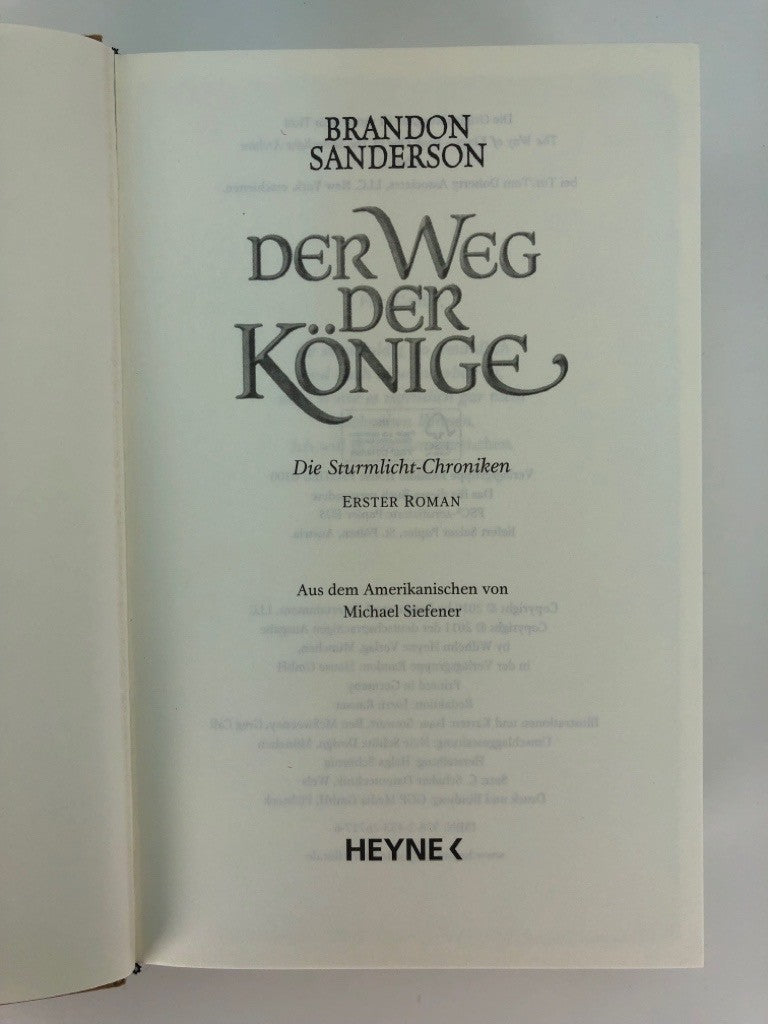 BRANDON
SANDERSON
DER WEG
DER
KÖNIGE
Die Sturmlicht-Chroniken
ERSTER ROMAN
Aus dem Amerikanischen von
Michael Siefener
HEYNE